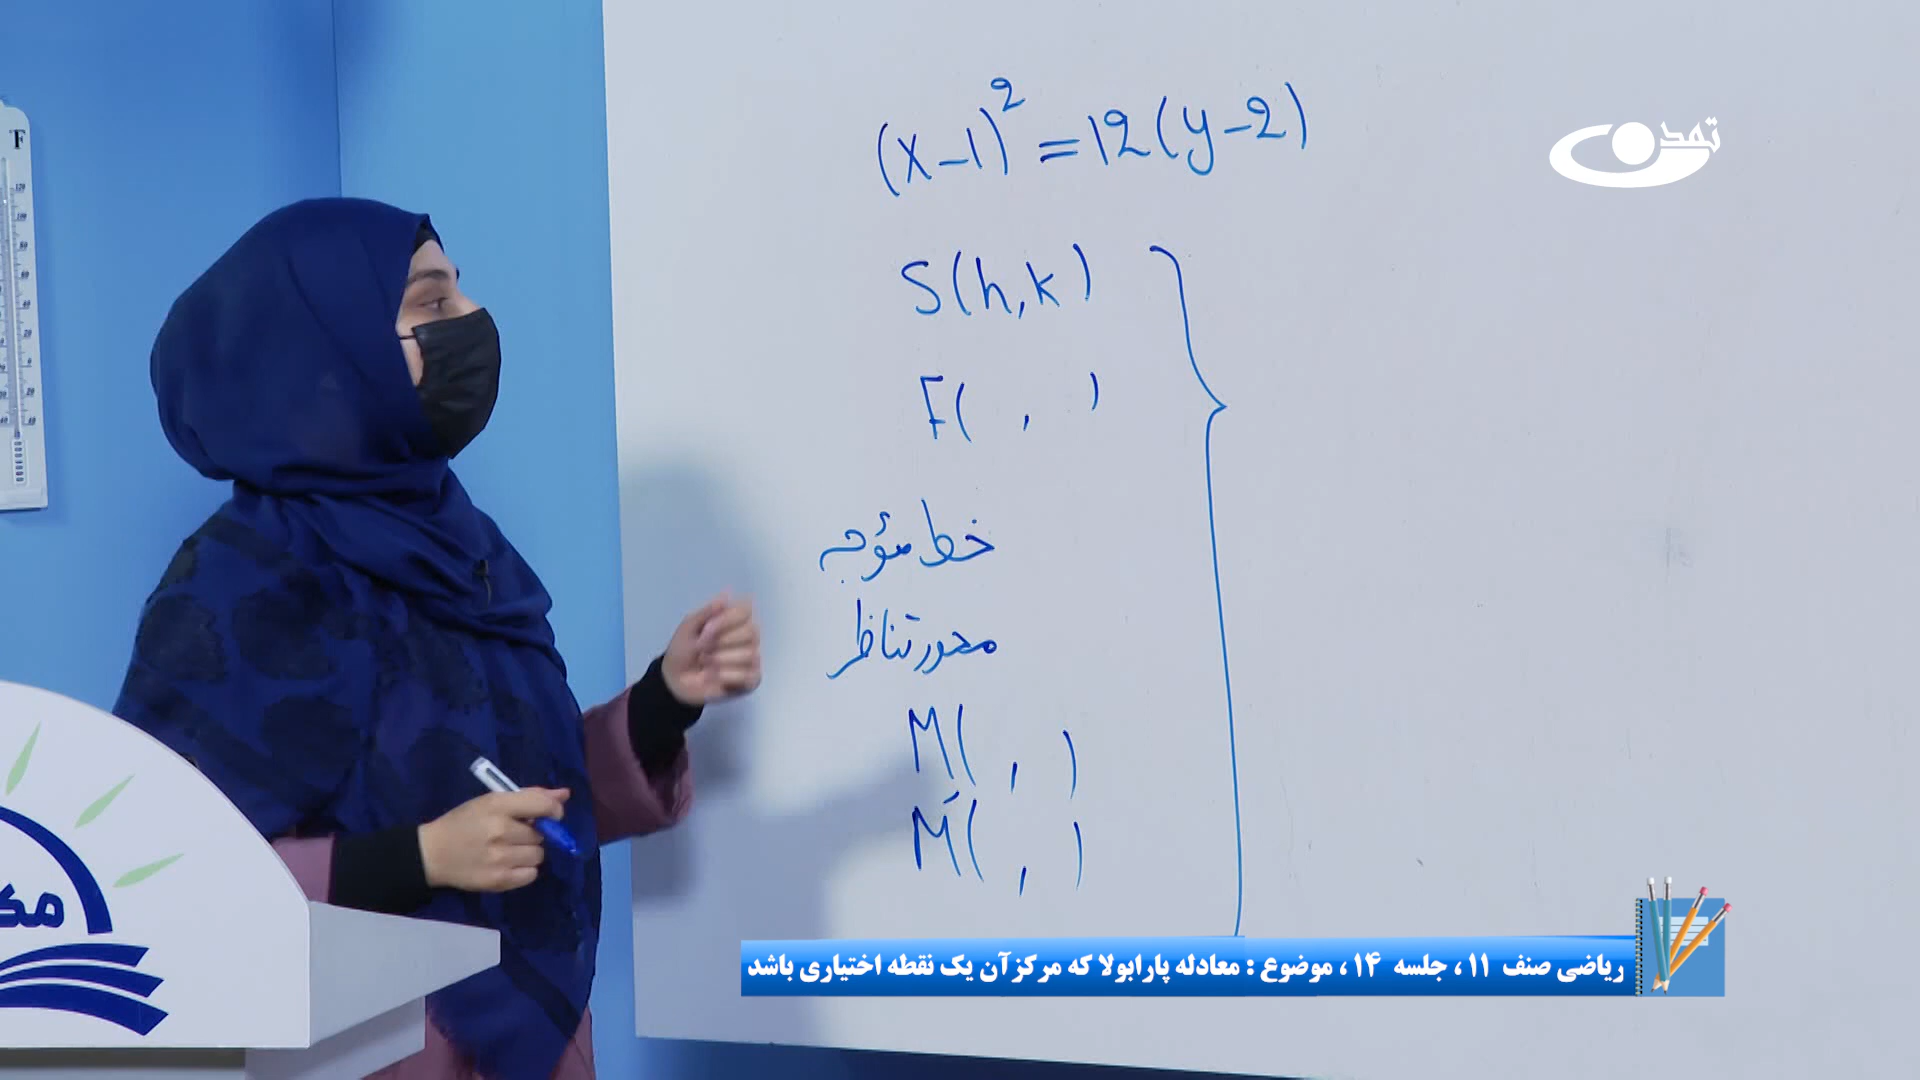 (x-1)² = 12(y-2)
S(h,k)
F( , )
خط مؤجه
محور تناظر
M( , )
M'( , )
تمدن
F
ریاضی صنف ۱۱ ، جلسه ۱۴ ، موضوع : معادله پارابولا که مرکز آن یک نقطه اختیاری باشد